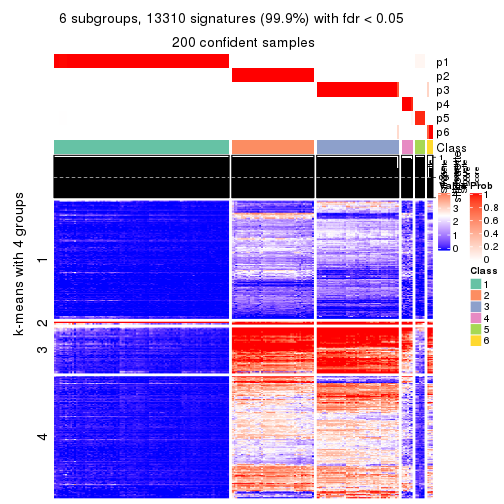 6 subgroups, 13310 signatures (99.9%) with fdr < 0.05
200 confident samples
p1
p2
p3
p4
p5
p6
Class
k-means with 4 groups
1
2
3
4
Prob
3
2
1
0
1
0.8
0.6
0.4
0.2
0
Class
1
2
3
4
5
6